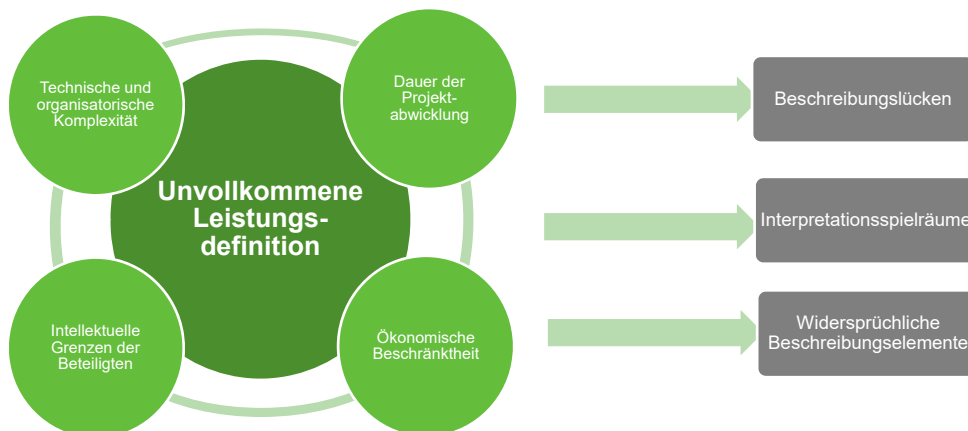 Technische und
organisatorische
Komplexität
Dauer der
Projekt-
abwicklung
Unvollkommene
Leistungs-
definition
Intellektuelle
Grenzen der
Beteiligten
Ökonomische
Beschränktheit
Beschreibungslücken
Interpretationsspielräume
Widersprüchliche
Beschreibungselemente